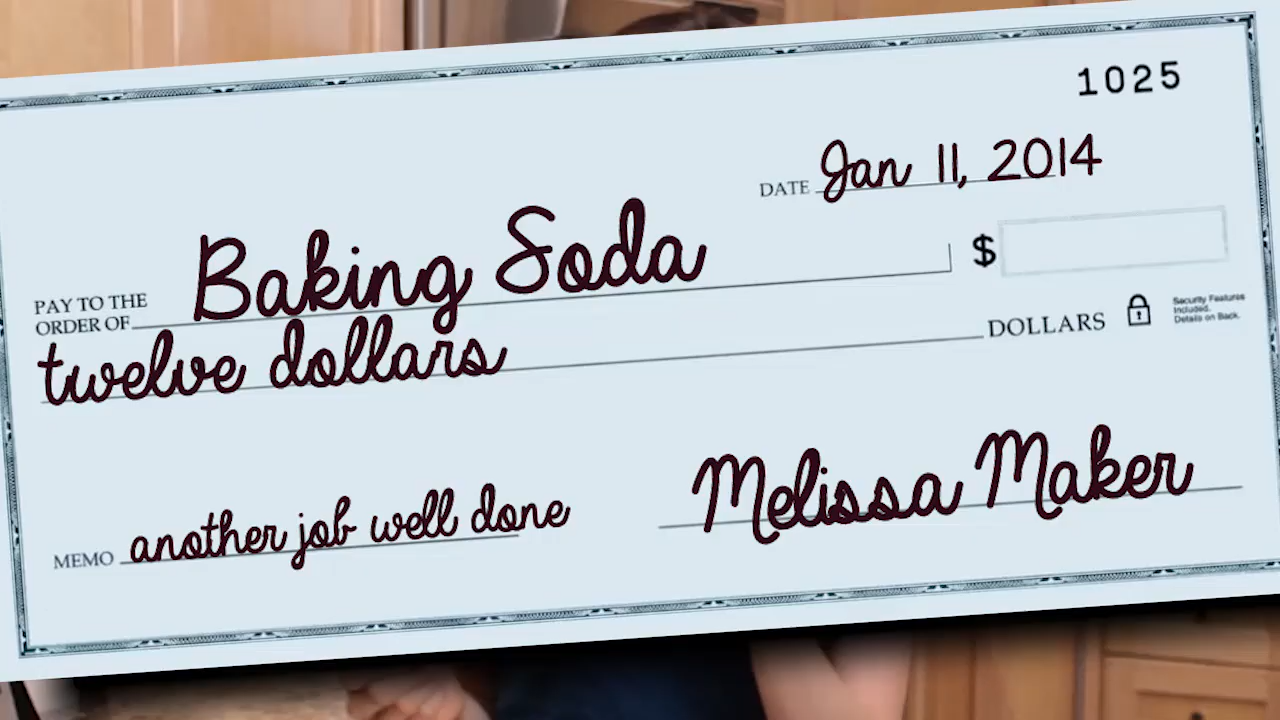 1025
DATE Jan 11, 2014
PAY TO THE
ORDER OF Baking Soda $
twelve dollars DOLLARS
Security Features
Included.
Details on Back.
MEMO another job well done Melissa Maker